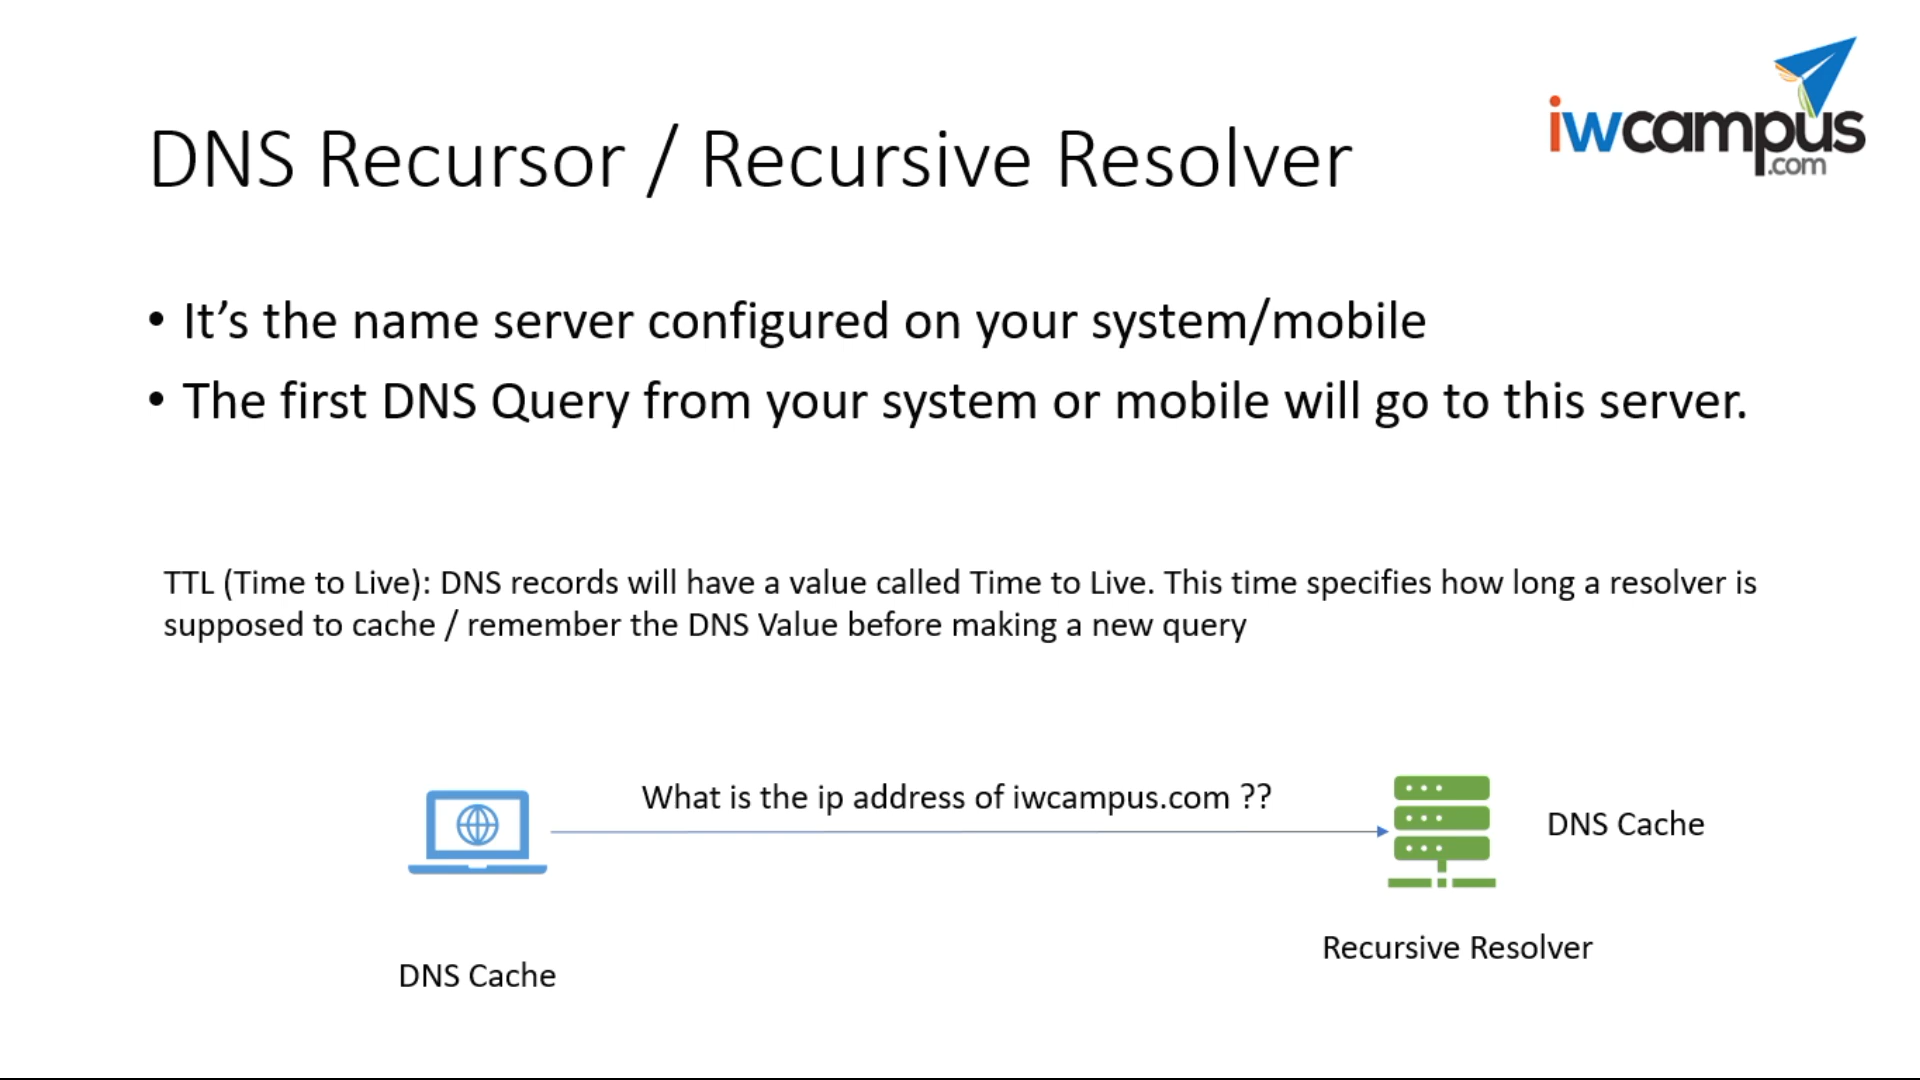 iwcampus
.com
DNS Recursor / Recursive Resolver
• It’s the name server configured on your system/mobile
• The first DNS Query from your system or mobile will go to this server.
TTL (Time to Live): DNS records will have a value called Time to Live. This time specifies how long a resolver is
supposed to cache / remember the DNS Value before making a new query
What is the ip address of iwcampus.com ??
DNS Cache
Recursive Resolver
DNS Cache